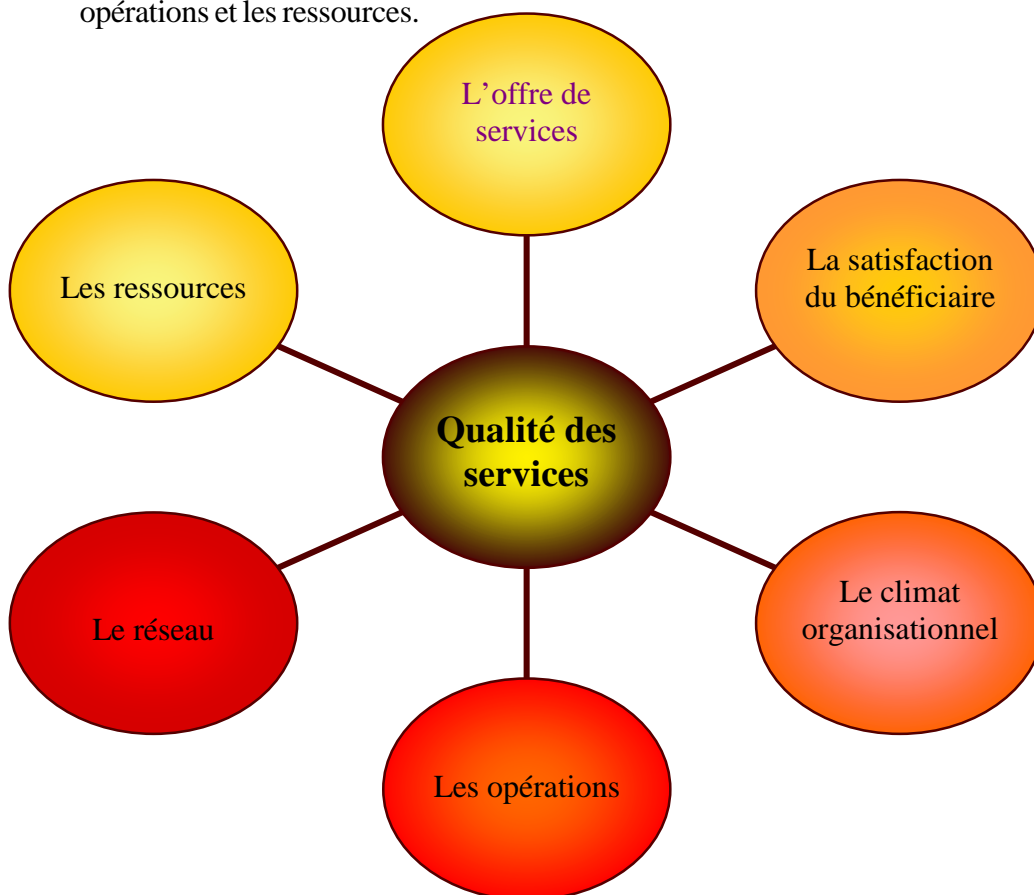 opérations et les ressources.
L’offre de
services
Les ressources
La satisfaction
du bénéficiaire
Qualité des
services
Le réseau
Le climat
organisationnel
Les opérations